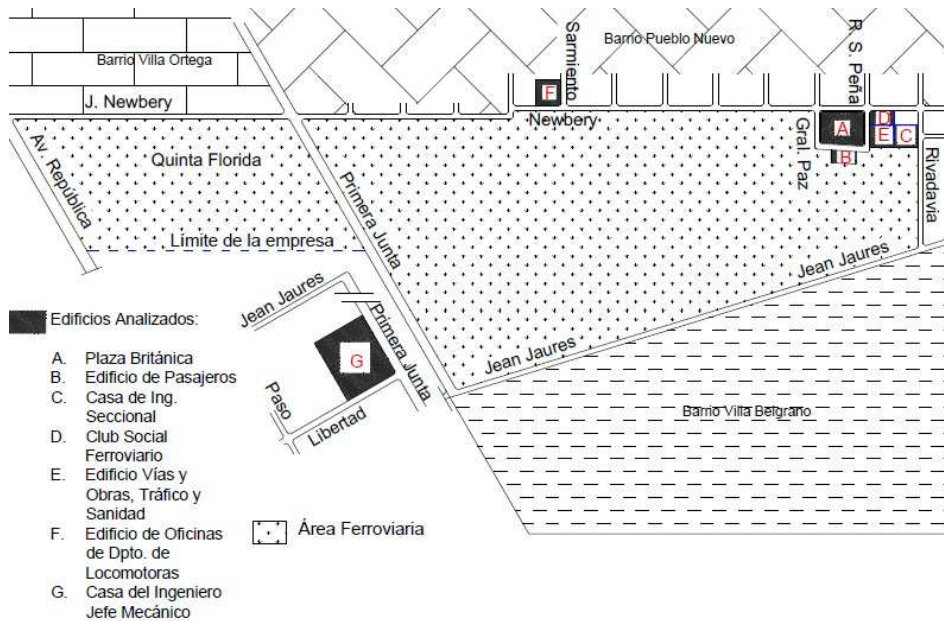 Barrio Villa Ortega
J. Newbery
Sarmiento
Barrio Pueblo Nuevo
R. S. Peña
F
Newbery
Gral. Paz
A
B
D
E
C
Rivadavia
Av. República
Quinta Florida
Límite de la empresa
Primera Junta
Jean Jaures
Jean Jaures
Jean Jaures
Primera Junta
G
Paso
Libertad
Barrio Villa Belgrano
Edificios Analizados:
A. Plaza Británica
B. Edificio de Pasajeros
C. Casa de Ing.
Seccional
D. Club Social
Ferroviario
E. Edificio Vías y
Obras, Tráfico y
Sanidad
F. Edificio de Oficinas
de Dpto. de
Locomotoras
G. Casa del Ingeniero
Jefe Mecánico
Área Ferroviaria